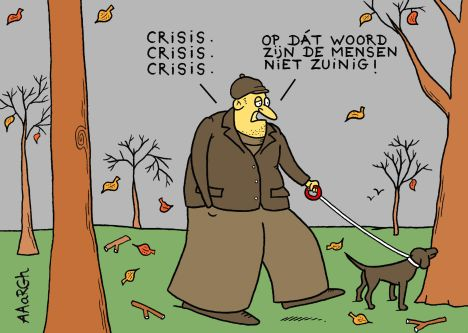 CRISIS.
CRISIS.
CRISIS.
OP DÁT WOORD
ZIJN DE MENSEN
NIET ZUINIG!
AAARGh